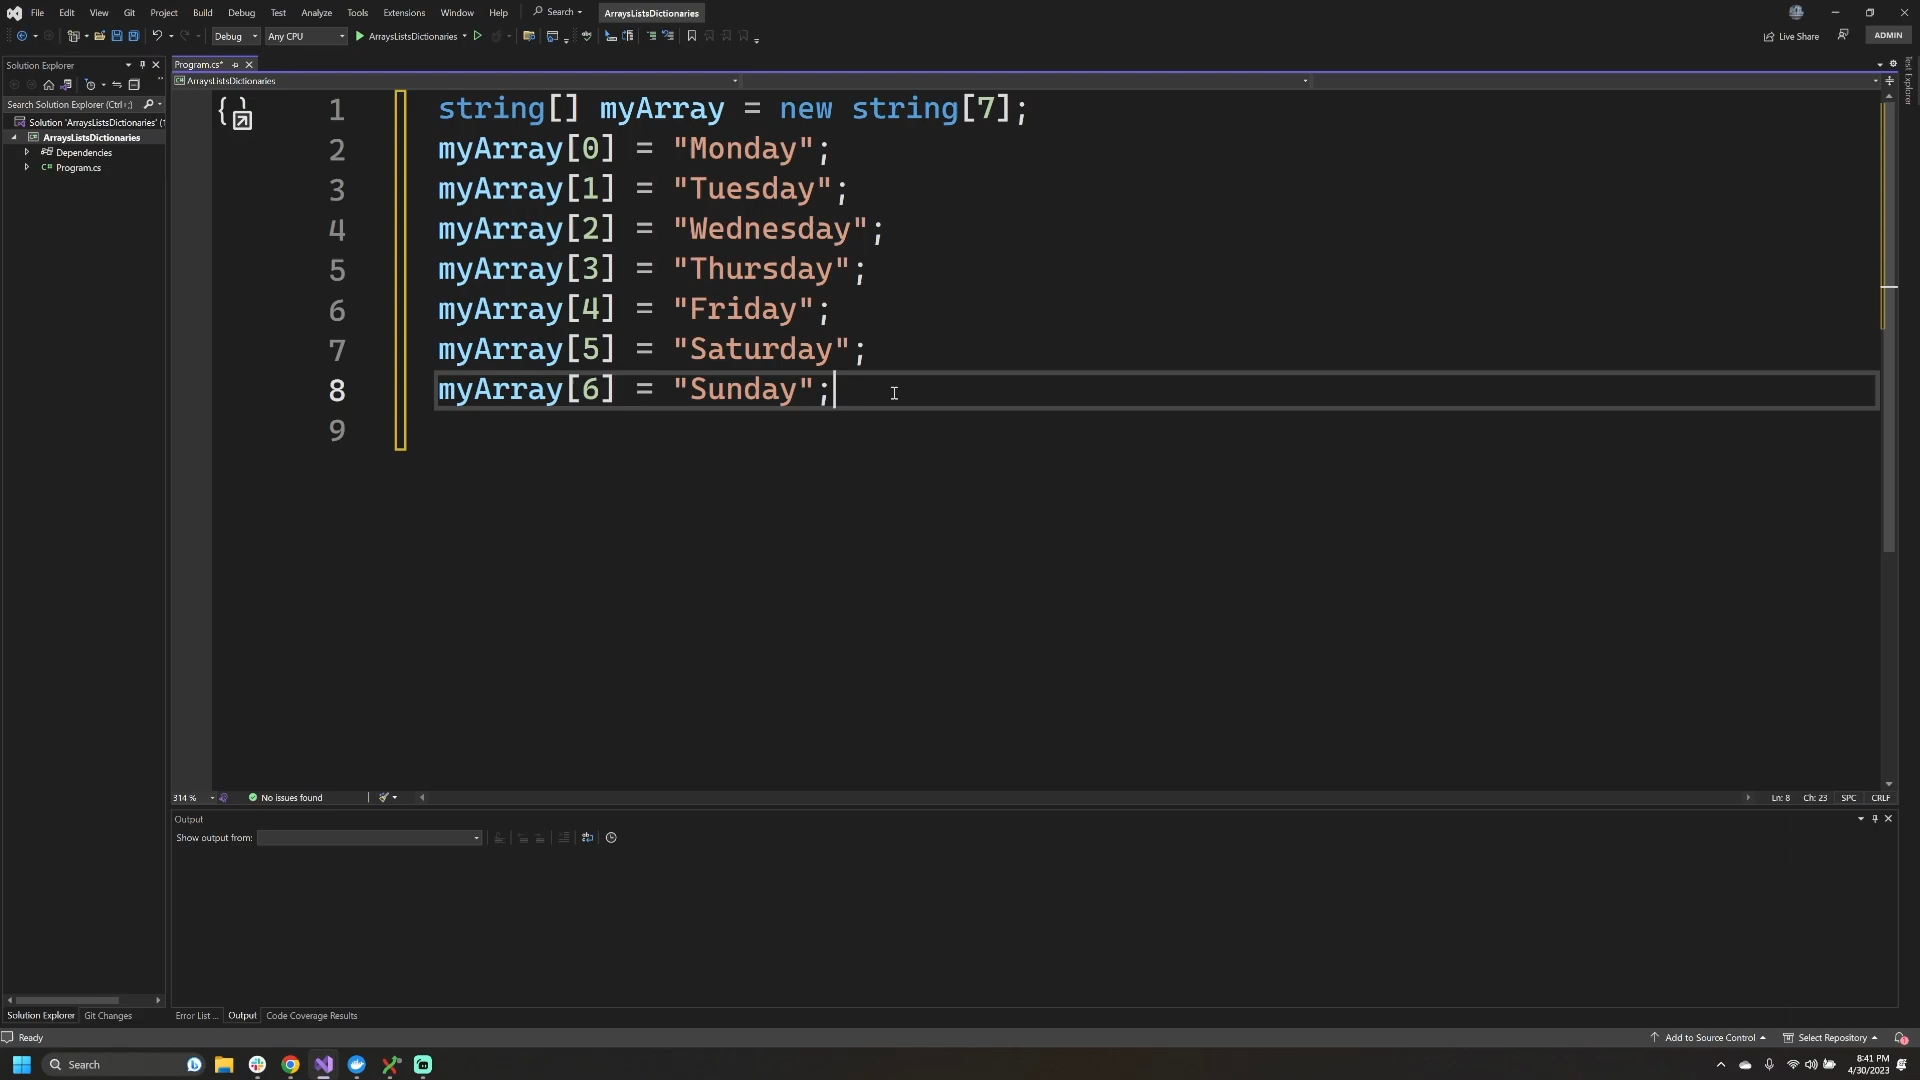 File Edit View Git Project Build Debug Test Analyze Tools Extensions Window Help Search ArraysListsDictionaries
Debug Any CPU ArraysListsDictionaries Live Share ADMIN
Solution Explorer
Search Solution Explorer (Ctrl+;)
Solution 'ArraysListsDictionaries' (1
ArraysListsDictionaries
Dependencies
C# Program.cs
Program.cs*
C# ArraysListsDictionaries
Test Explorer
1 string[] myArray = new string[7];
2 myArray[0] = "Monday";
3 myArray[1] = "Tuesday";
4 myArray[2] = "Wednesday";
5 myArray[3] = "Thursday";
6 myArray[4] = "Friday";
7 myArray[5] = "Saturday";
8 myArray[6] = "Sunday";
9
314 % No issues found Ln: 8 Ch: 23 SPC CRLF
Output
Show output from:
Solution Explorer Git Changes Error List ... Output Code Coverage Results
Ready Add to Source Control Select Repository
Search 8:41 PM
4/30/2023